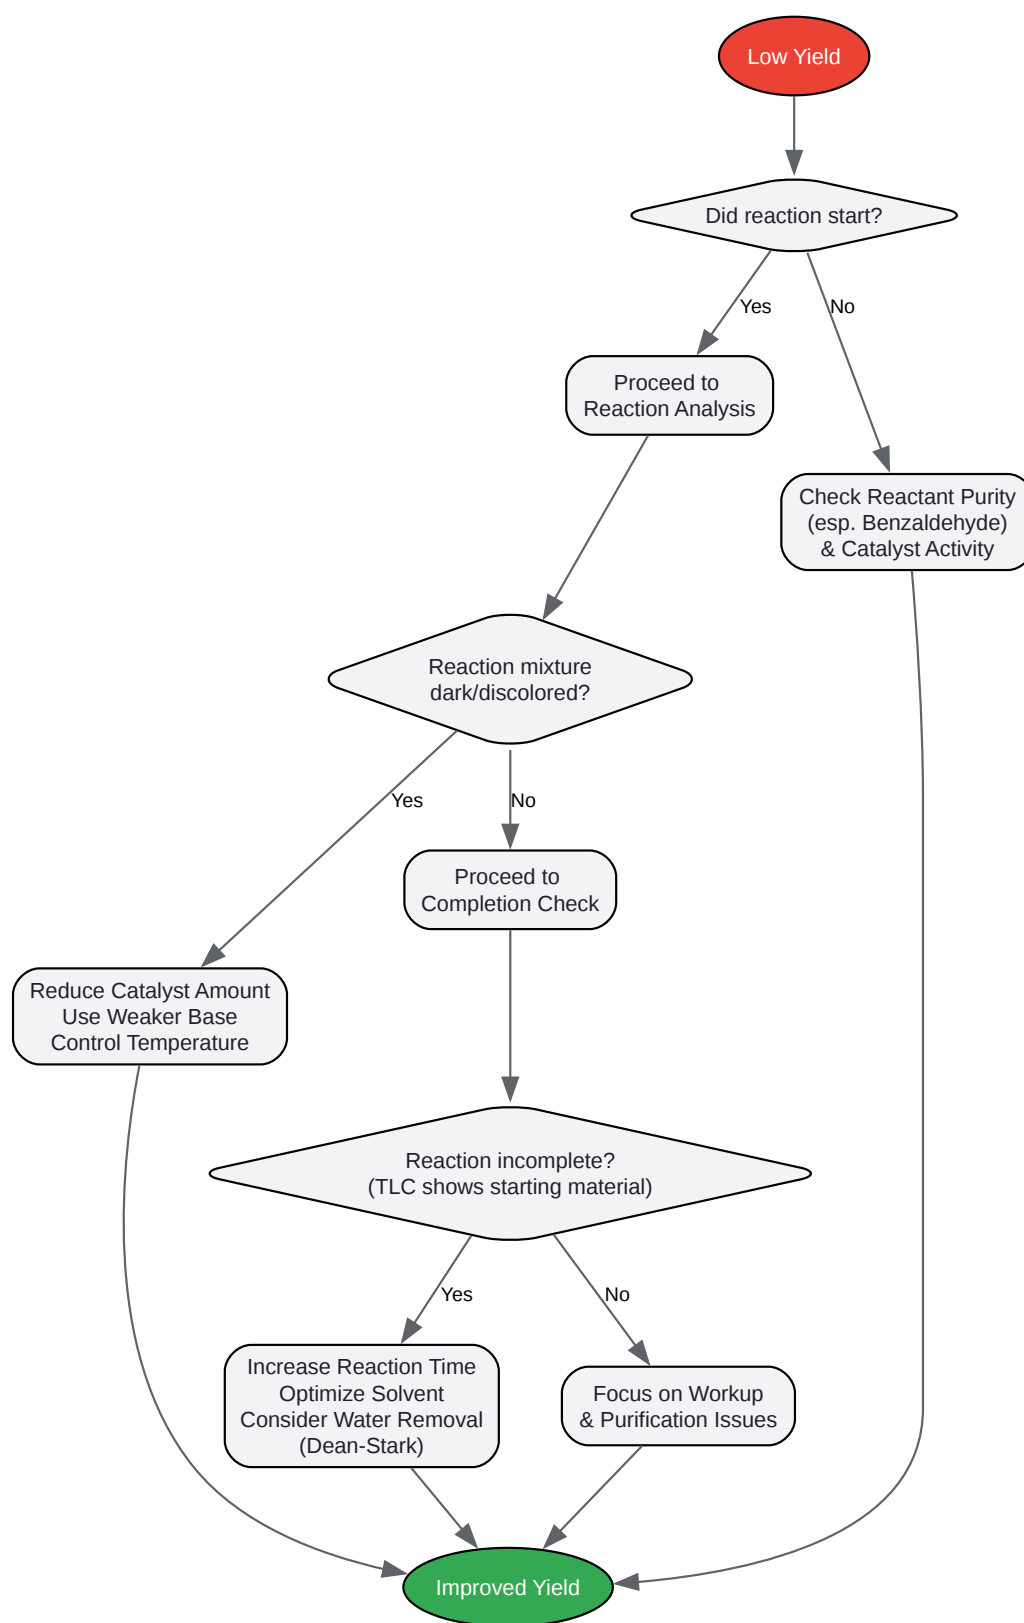 Low Yield
Did reaction start?
Yes
No
Proceed to
Reaction Analysis
Check Reactant Purity
(esp. Benzaldehyde)
& Catalyst Activity
Reaction mixture
dark/discolored?
Yes
No
Proceed to
Completion Check
Reduce Catalyst Amount
Use Weaker Base
Control Temperature
Reaction incomplete?
(TLC shows starting material)
Yes
No
Increase Reaction Time
Optimize Solvent
Consider Water Removal
(Dean-Stark)
Focus on Workup
& Purification Issues
Improved Yield